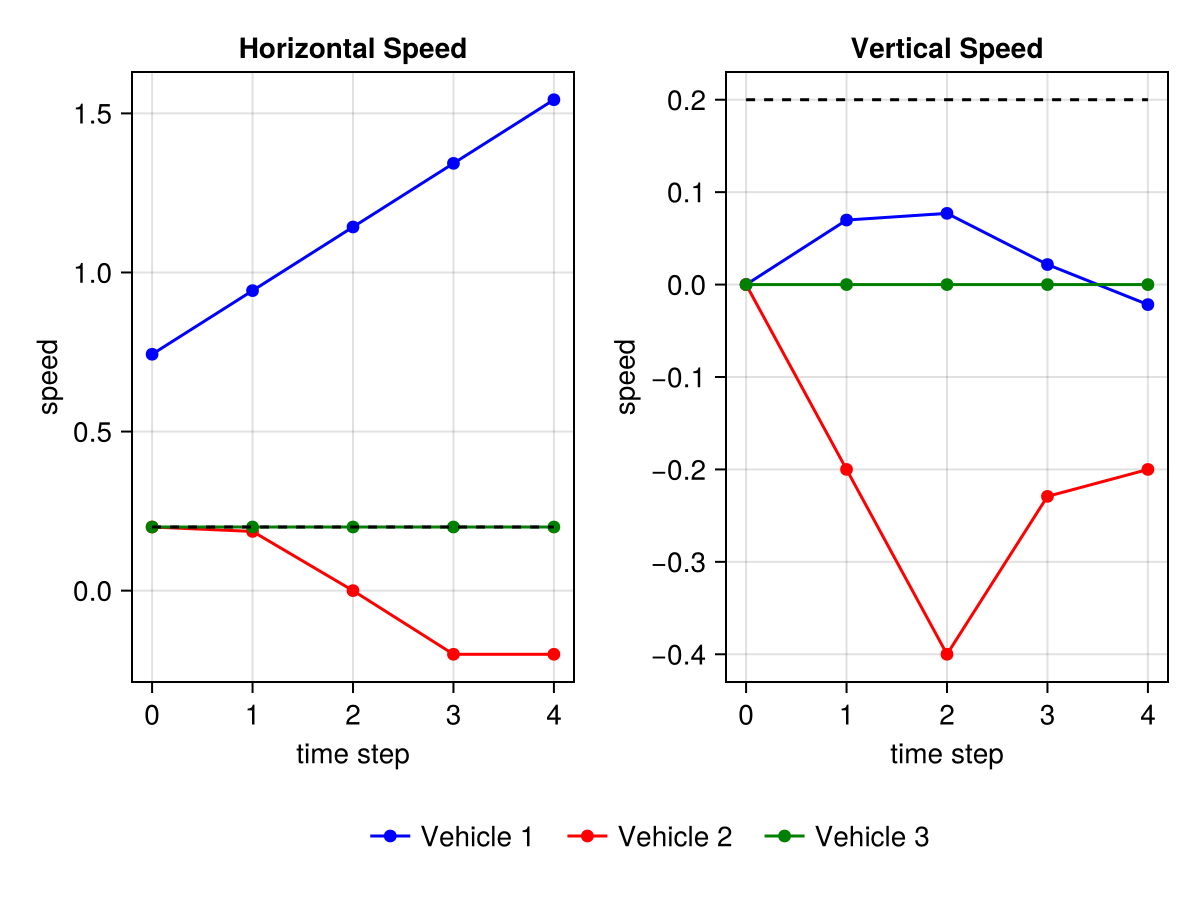 Horizontal Speed
1.5
1.0
0.5
0.0
speed
0 1 2 3 4
time step
Vertical Speed
0.2
0.1
0.0
−0.1
−0.2
−0.3
−0.4
speed
0 1 2 3 4
time step
Vehicle 1 Vehicle 2 Vehicle 3